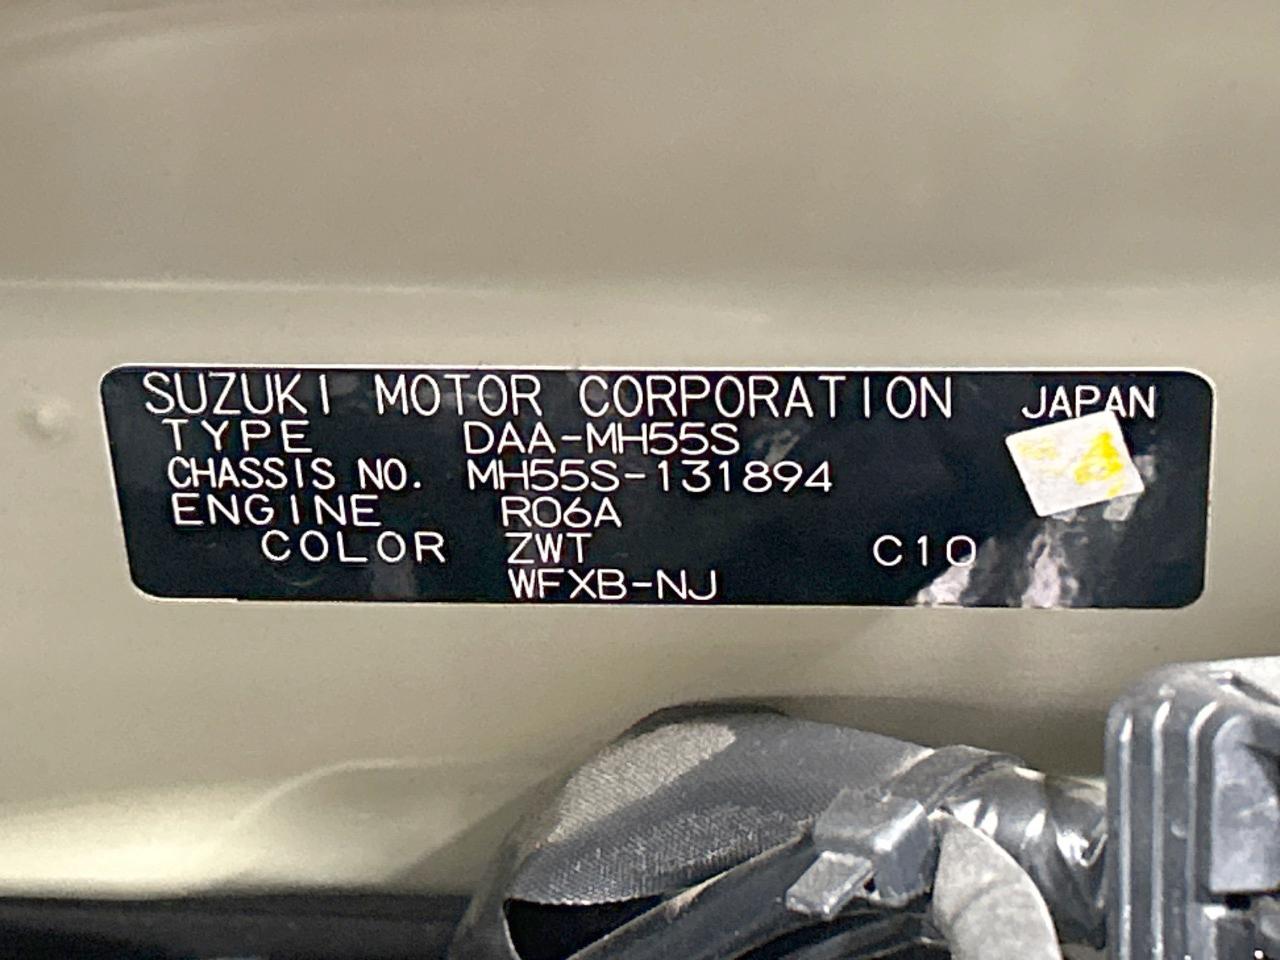 SUZUKI MOTOR CORPORATION JAPAN
TYPE DAA-MH55S
CHASSIS NO. MH55S-131894
ENGINE R06A
COLOR ZWT C10
WFXB-NJ